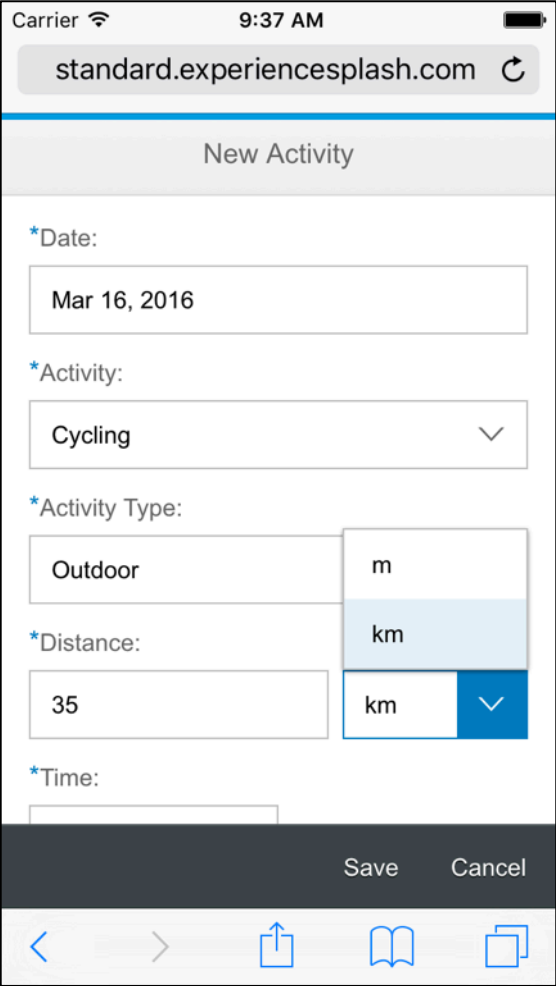 Carrier 9:37 AM
standard.experiencesplash.com
New Activity
*Date:
Mar 16, 2016
*Activity:
Cycling
*Activity Type:
Outdoor
m
km
*Distance:
35 km
*Time:
Save Cancel